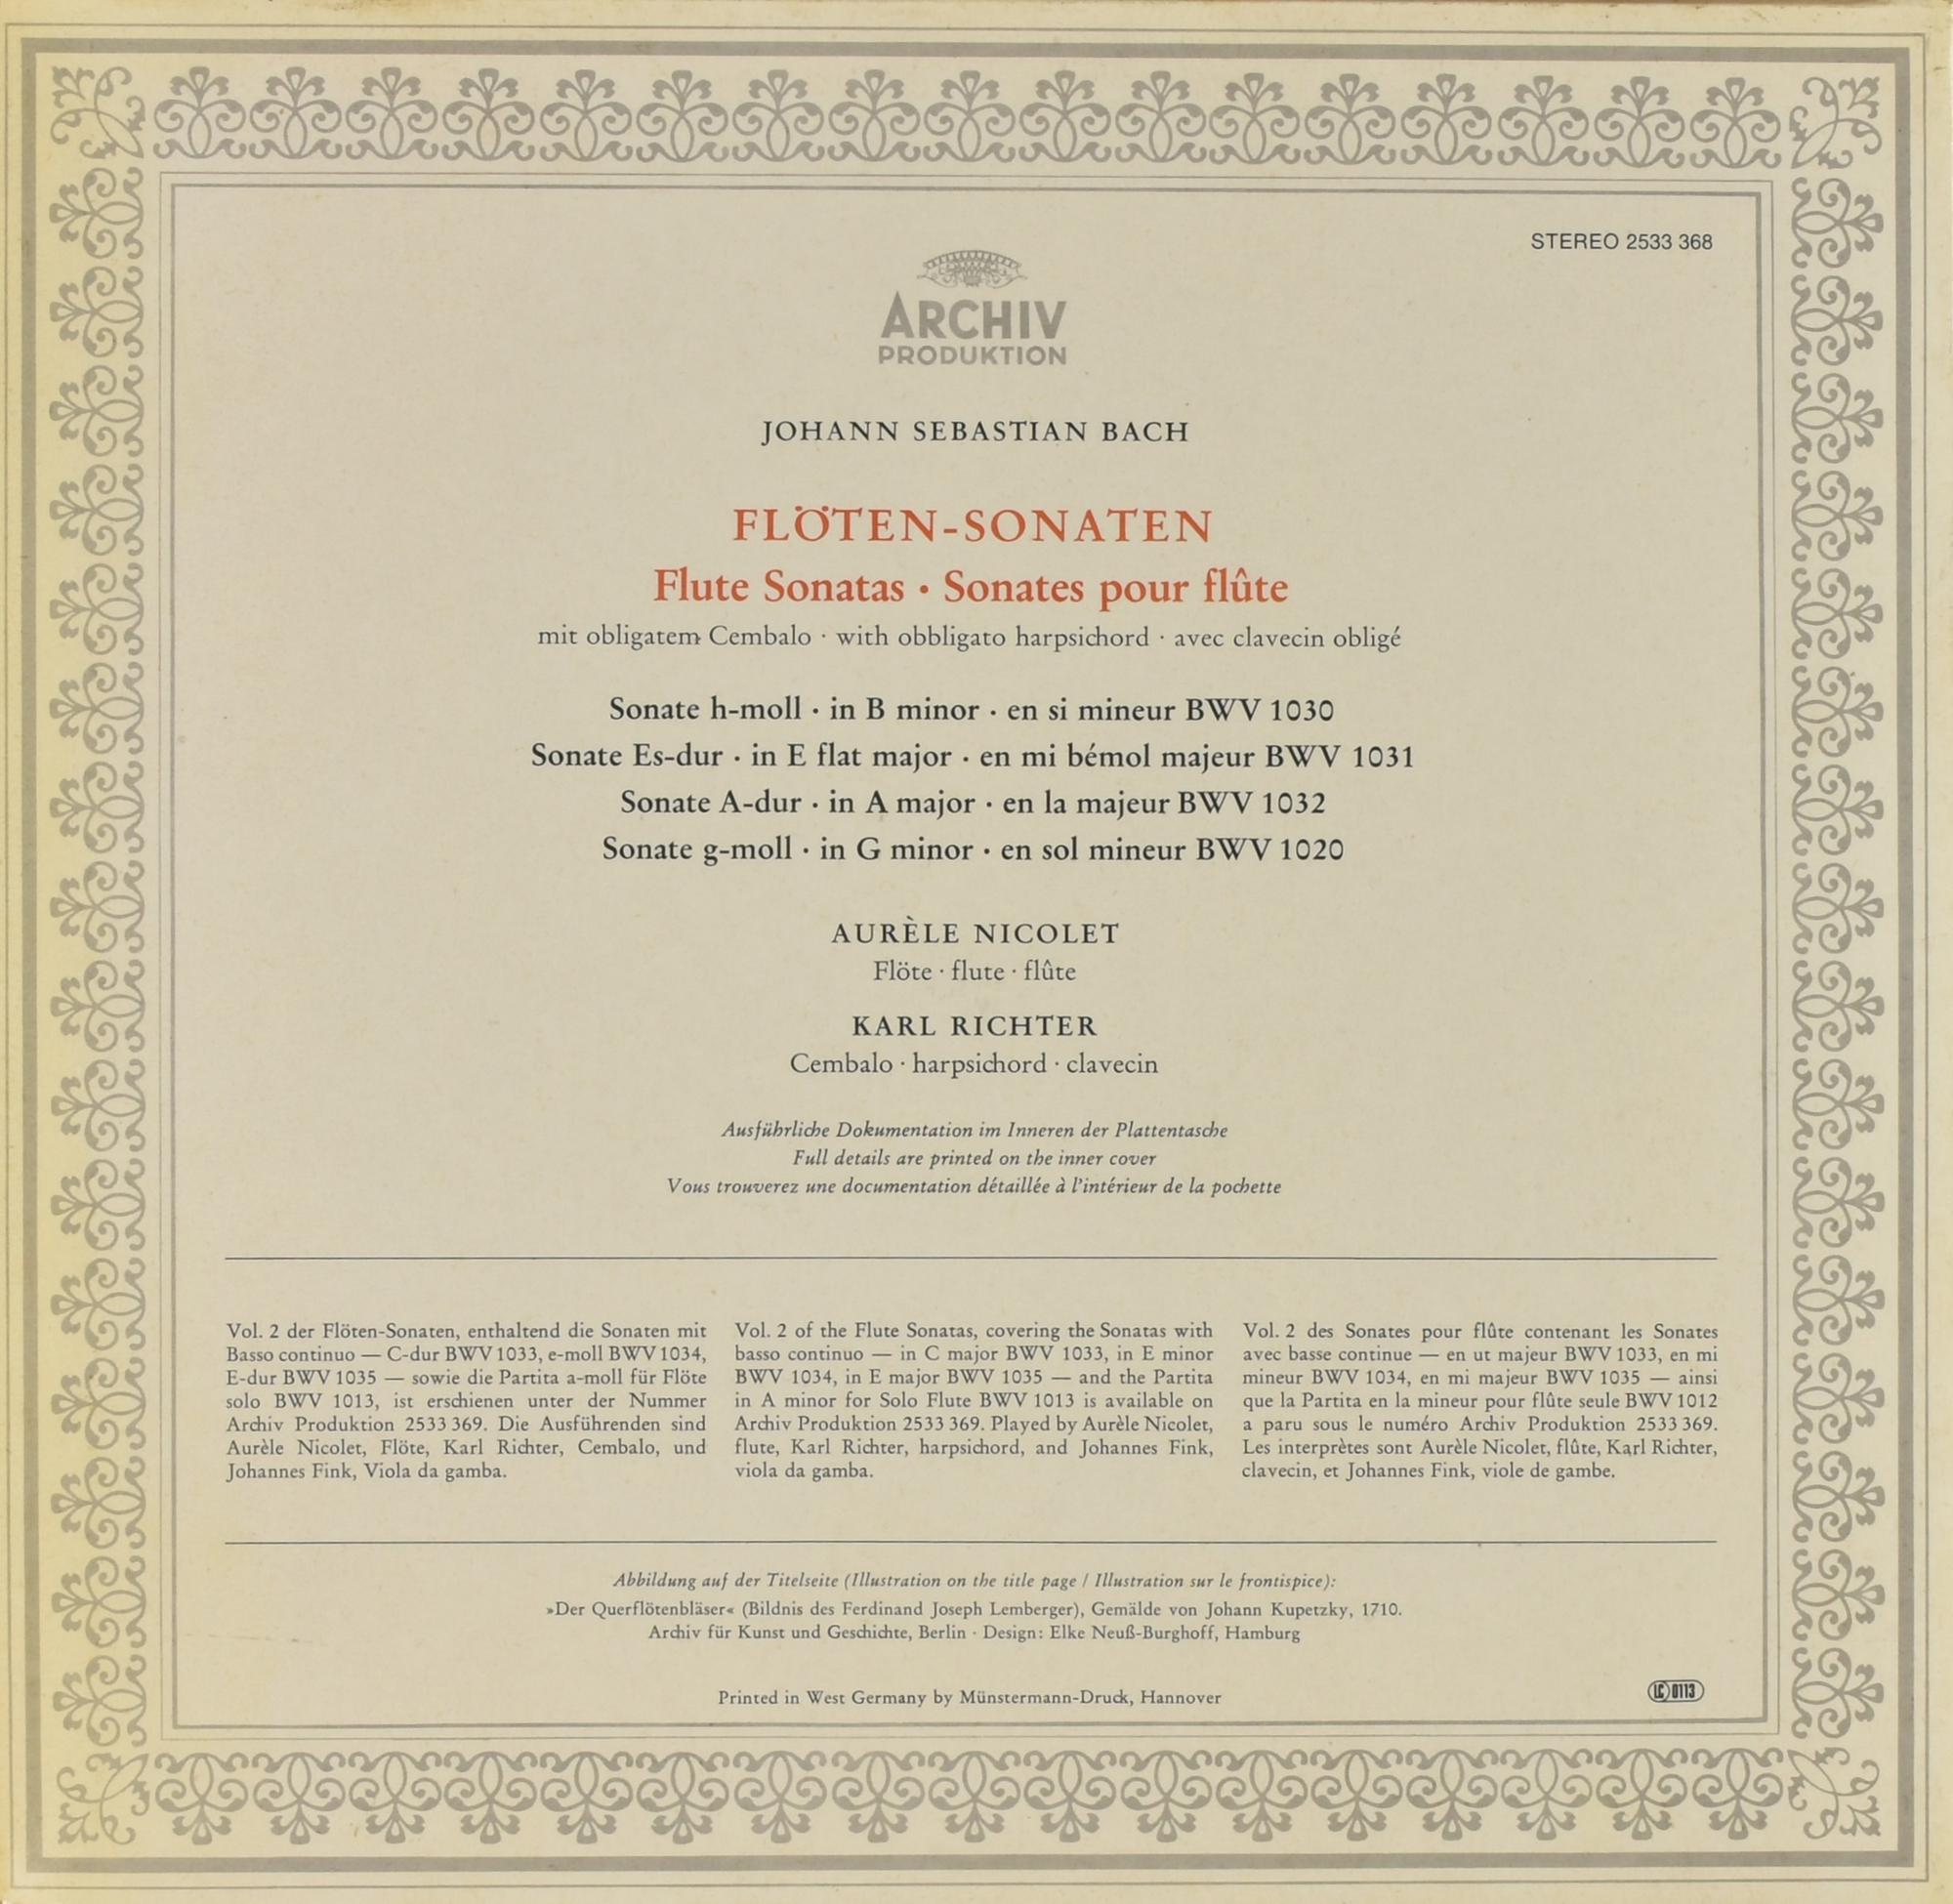 STEREO 2533 368
ARCHIV
PRODUKTION
JOHANN SEBASTIAN BACH
FLÖTEN-SONATEN
Flute Sonatas · Sonates pour flûte
mit obligatem Cembalo · with obbligato harpsichord · avec clavecin obligé
Sonate h-moll · in B minor · en si mineur BWV 1030
Sonate Es-dur · in E flat major · en mi bémol majeur BWV 1031
Sonate A-dur · in A major · en la majeur BWV 1032
Sonate g-moll · in G minor · en sol mineur BWV 1020
AURÈLE NICOLET
Flöte · flute · flûte
KARL RICHTER
Cembalo · harpsichord · clavecin
Ausführliche Dokumentation im Inneren der Plattentasche
Full details are printed on the inner cover
Vous trouverez une documentation détaillée à l'intérieur de la pochette
Vol. 2 der Flöten-Sonaten, enthaltend die Sonaten mit
Basso continuo — C-dur BWV 1033, e-moll BWV 1034,
E-dur BWV 1035 — sowie die Partita a-moll für Flöte
solo BWV 1013, ist erschienen unter der Nummer
Archiv Produktion 2533 369. Die Ausführenden sind
Aurèle Nicolet, Flöte, Karl Richter, Cembalo, und
Johannes Fink, Viola da gamba.
Vol. 2 of the Flute Sonatas, covering the Sonatas with
basso continuo — in C major BWV 1033, in E minor
BWV 1034, in E major BWV 1035 — and the Partita
in A minor for Solo Flute BWV 1013 is available on
Archiv Produktion 2533 369. Played by Aurèle Nicolet,
flute, Karl Richter, harpsichord, and Johannes Fink,
viola da gamba.
Vol. 2 des Sonates pour flûte contenant les Sonates
avec basse continue — en ut majeur BWV 1033, en mi
mineur BWV 1034, en mi majeur BWV 1035 — ainsi
que la Partita en la mineur pour flûte seule BWV 1012
a paru sous le numéro Archiv Produktion 2533 369.
Les interprètes sont Aurèle Nicolet, flûte, Karl Richter,
clavecin, et Johannes Fink, viole de gambe.
Abbildung auf der Titelseite (Illustration on the title page / Illustration sur le frontispice):
»Der Querflötenbläser« (Bildnis des Ferdinand Joseph Lemberger), Gemälde von Johann Kupetzky, 1710.
Archiv für Kunst und Geschichte, Berlin · Design: Elke Neuß-Burghoff, Hamburg
Printed in West Germany by Münstermann-Druck, Hannover
LC 0113